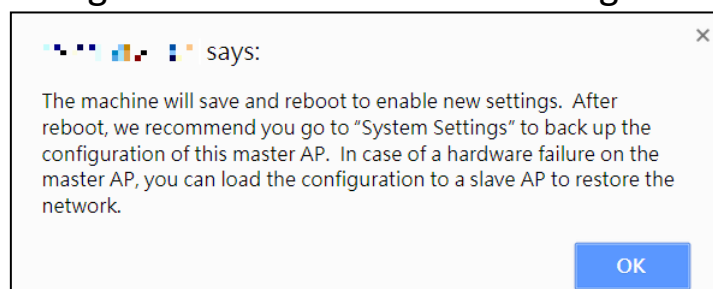 says:
×
The machine will save and reboot to enable new settings.  After
reboot, we recommend you go to “System Settings” to back up the
configuration of this master AP.  In case of a hardware failure on the
master AP, you can load the configuration to a slave AP to restore the
network.
OK